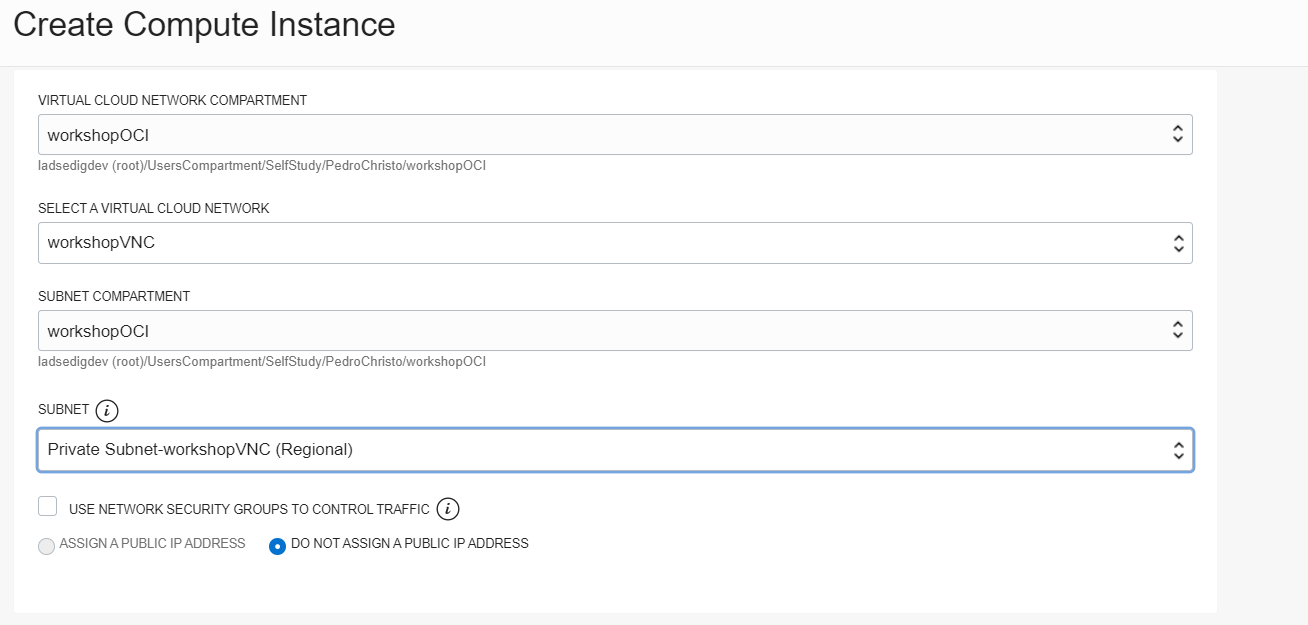 Create Compute Instance
VIRTUAL CLOUD NETWORK COMPARTMENT
workshopOCI
ladsedigdev (root)/UsersCompartment/SelfStudy/PedroChristo/workshopOCI
SELECT A VIRTUAL CLOUD NETWORK
workshopVNC
SUBNET COMPARTMENT
workshopOCI
ladsedigdev (root)/UsersCompartment/SelfStudy/PedroChristo/workshopOCI
SUBNET i
Private Subnet-workshopVNC (Regional)
USE NETWORK SECURITY GROUPS TO CONTROL TRAFFIC i
ASSIGN A PUBLIC IP ADDRESS DO NOT ASSIGN A PUBLIC IP ADDRESS